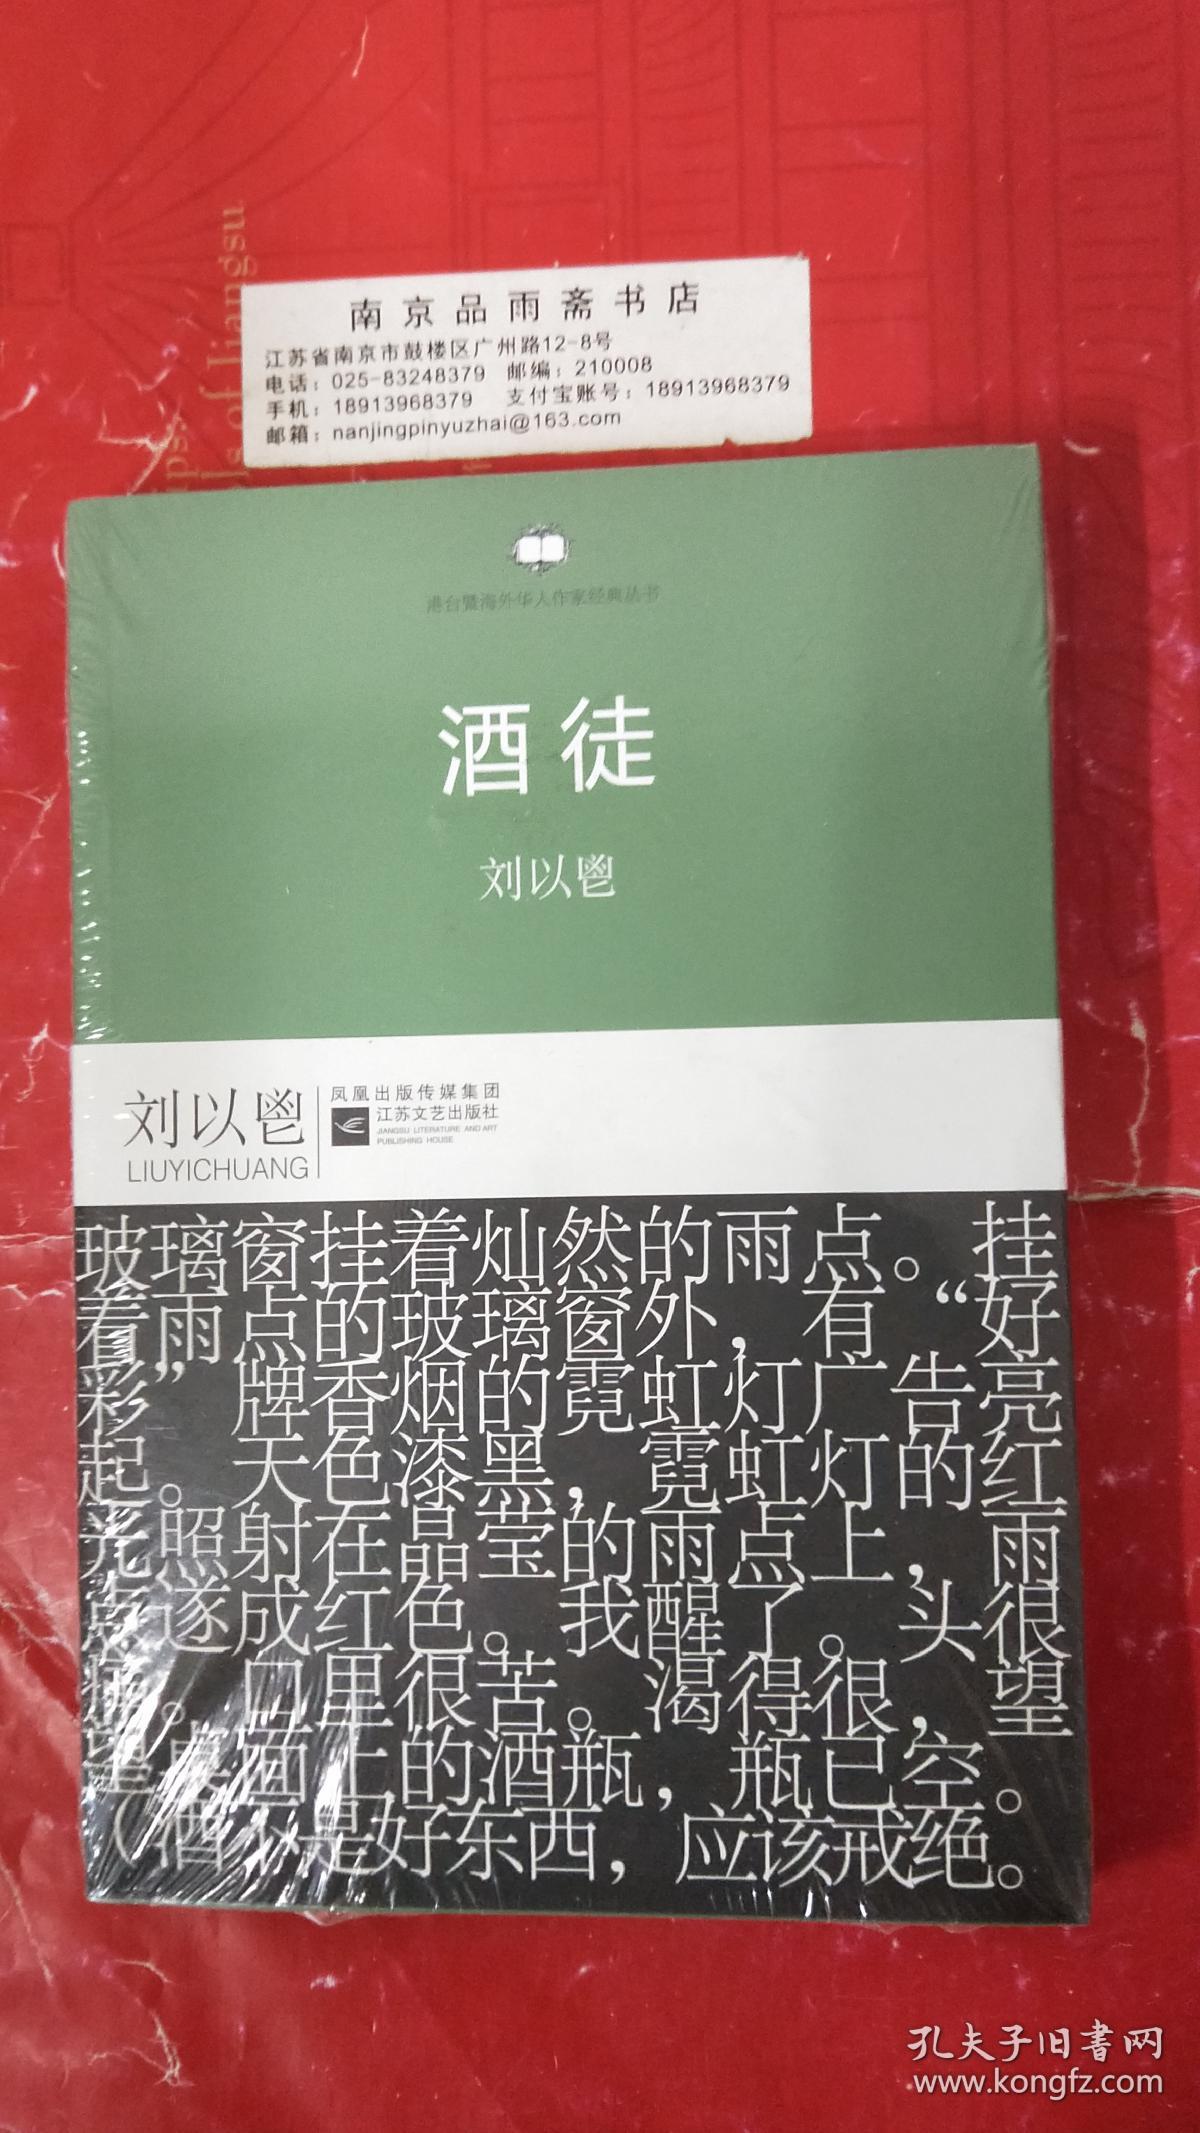 南京品雨斋书店
江苏省南京市鼓楼区广州路12-8号
电话：025-83248379 邮编：210008
手机：18913968379 支付宝账号：18913968379
邮箱：nanjingpinyuzhai@163.com
of Jiangsu
港台暨海外华人作家经典丛书
酒徒
刘以鬯
刘以鬯
LIUYICHUANG
凤凰出版传媒集团
江苏文艺出版社
JIANGSU LITERATURE AND ART
PUBLISHING HOUSE
玻璃窗挂着灿然的雨点。挂
着雨点的玻璃窗外，有“好
彩”牌香烟的霓虹灯广告亮
起。天色漆黑，霓虹灯的红
光照射在晶莹的雨点上，雨
点遂成红色。我醒了。头很
痛。口里很苦。渴得很，望
望桌面上的酒瓶，瓶已空。
（酒不是好东西，应该戒绝。
孔夫子旧书网
www.kongfz.com